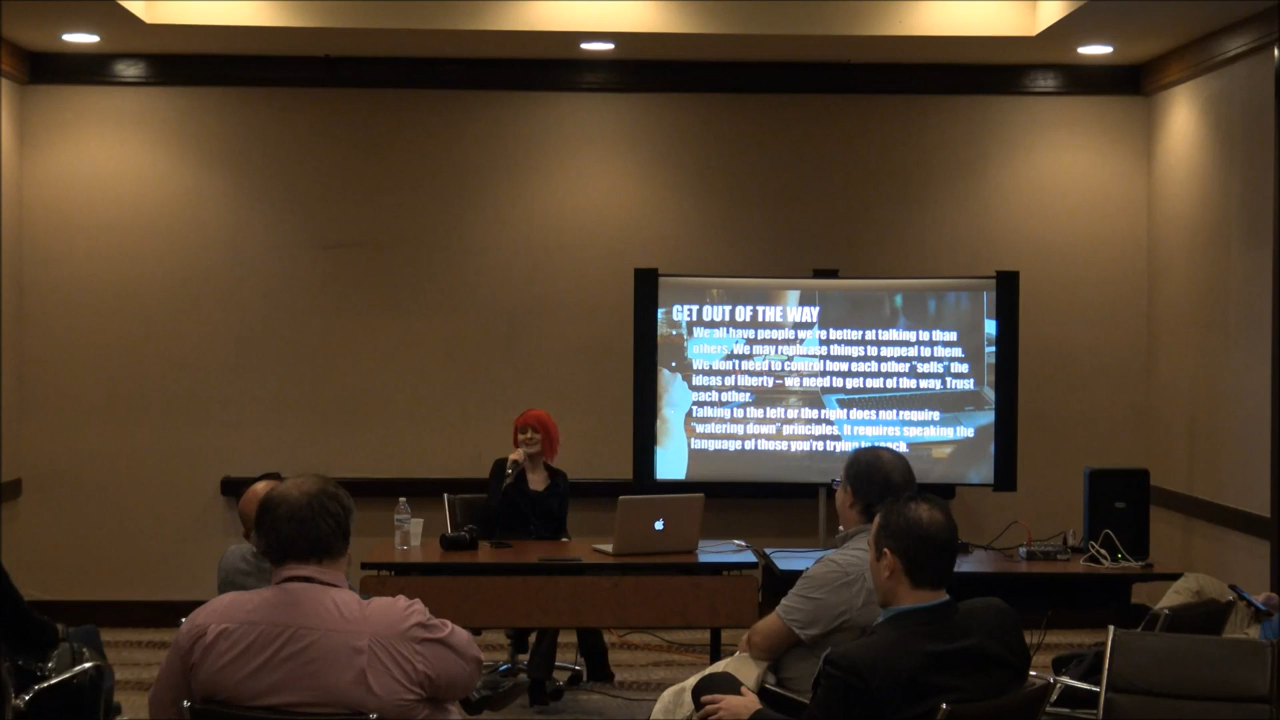 GET OUT OF THE WAY
We all have people we're better at talking to than
others. We may rephrase things to appeal to them.
We don't need to control how each other "sells" the
ideas of liberty – we need to get out of the way. Trust
each other.
Talking to the left or the right does not require
"watering down" principles. It requires speaking the
language of those you're trying to reach.